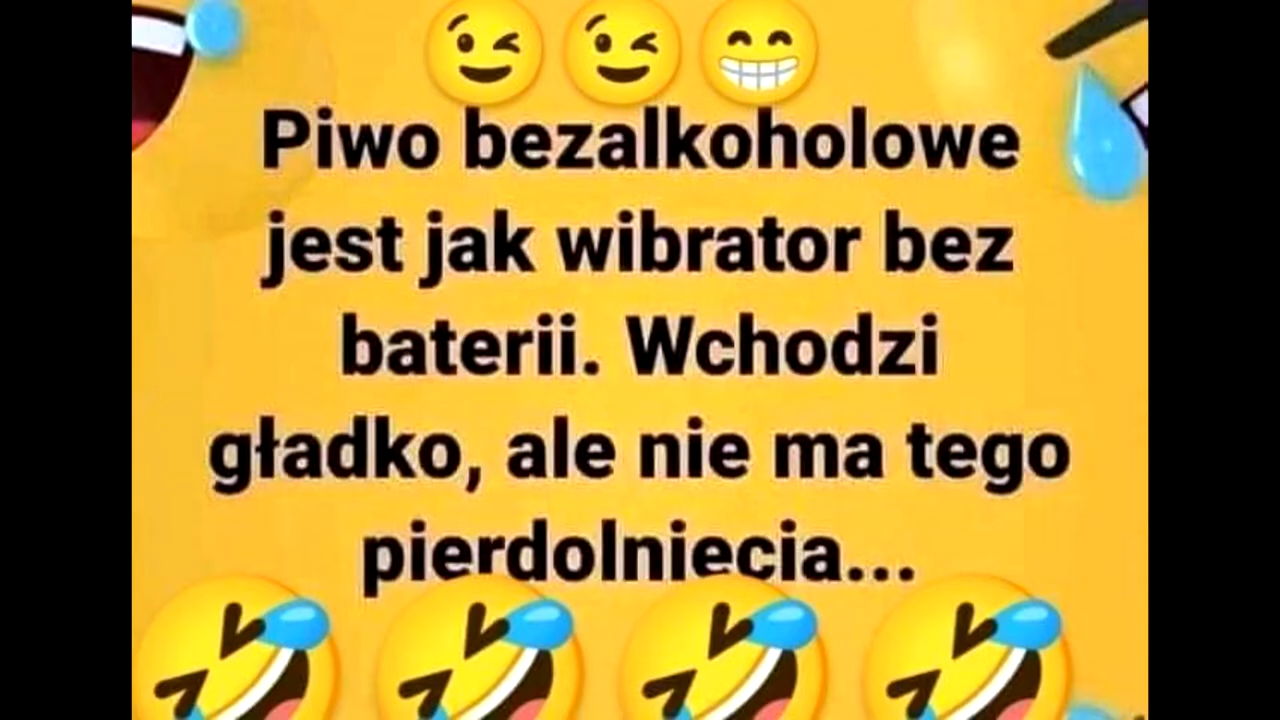 Piwo bezalkoholowe
jest jak wibrator bez
baterii. Wchodzi
gładko, ale nie ma tego
pierdolniecia...